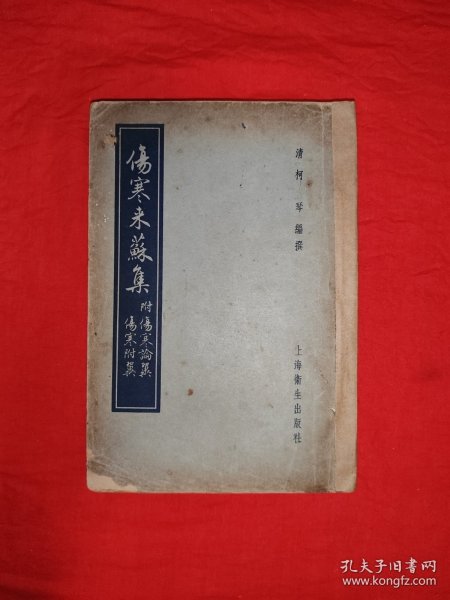 清柯琴編撰
上海衛生出版社
傷寒来蘇集
附傷寒論翼
傷寒附翼
孔夫子旧书网
www.kongfz.com